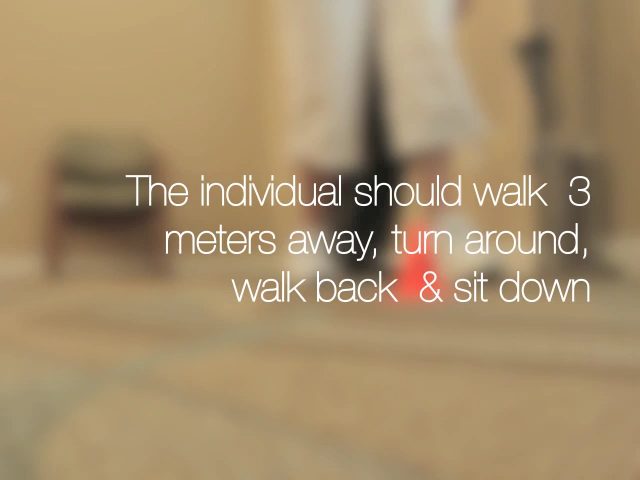 The individual should walk  3
meters away, turn around,
walk back  & sit down